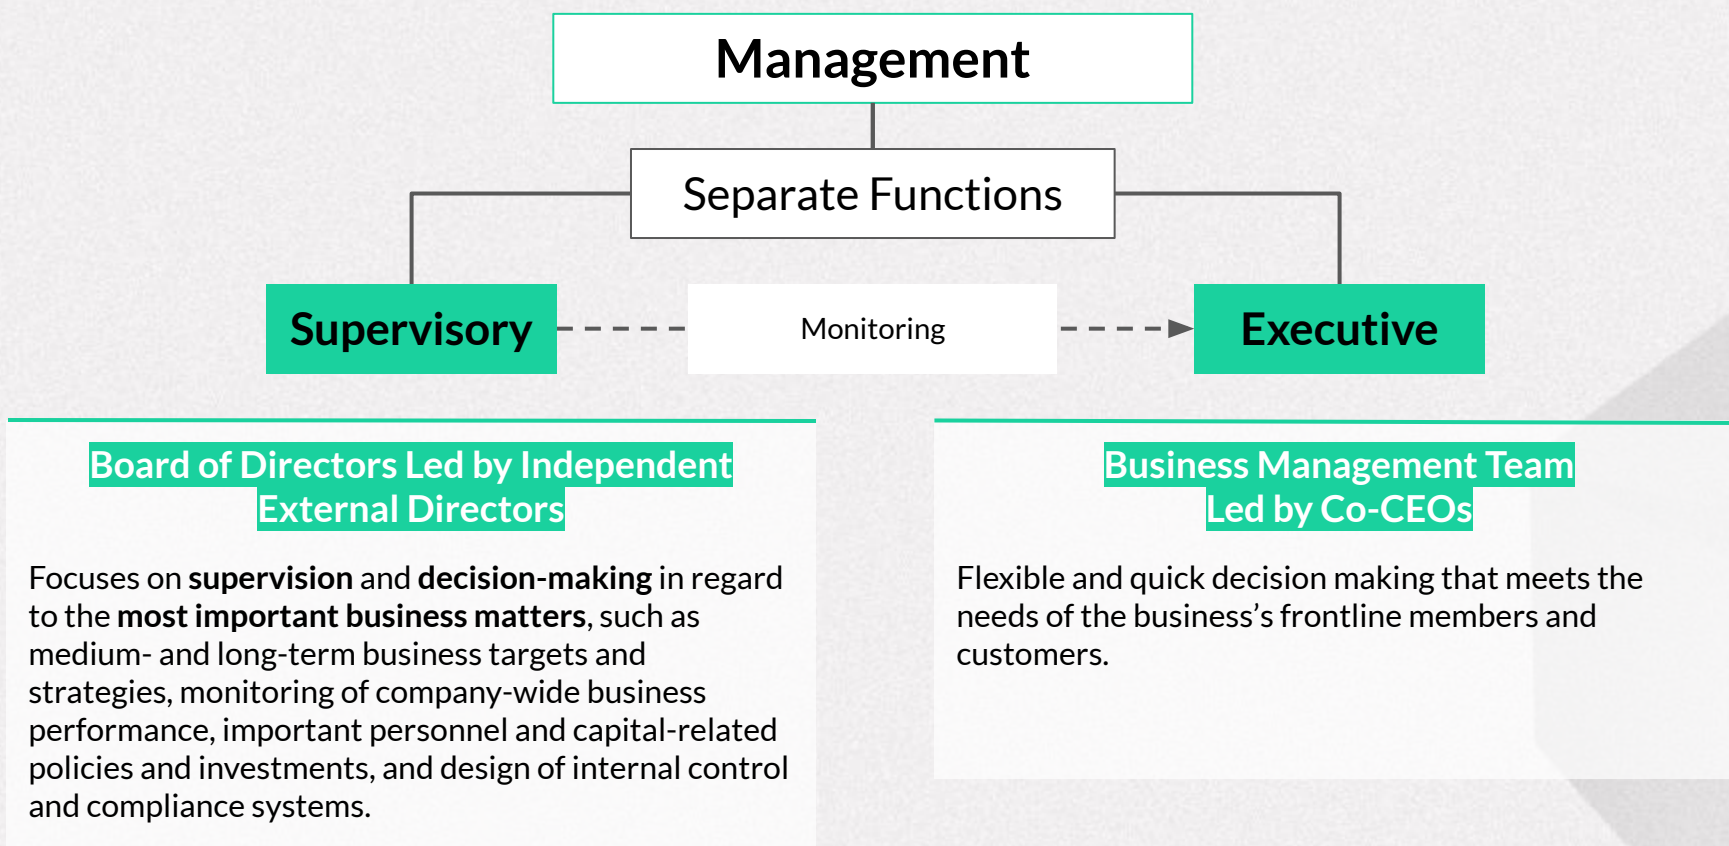 Management
Separate Functions
Supervisory
Monitoring
Executive
Board of Directors Led by Independent
External Directors
Focuses on supervision and decision-making in regard
to the most important business matters, such as
medium- and long-term business targets and
strategies, monitoring of company-wide business
performance, important personnel and capital-related
policies and investments, and design of internal control
and compliance systems.
Business Management Team
Led by Co-CEOs
Flexible and quick decision making that meets the
needs of the business’s frontline members and
customers.